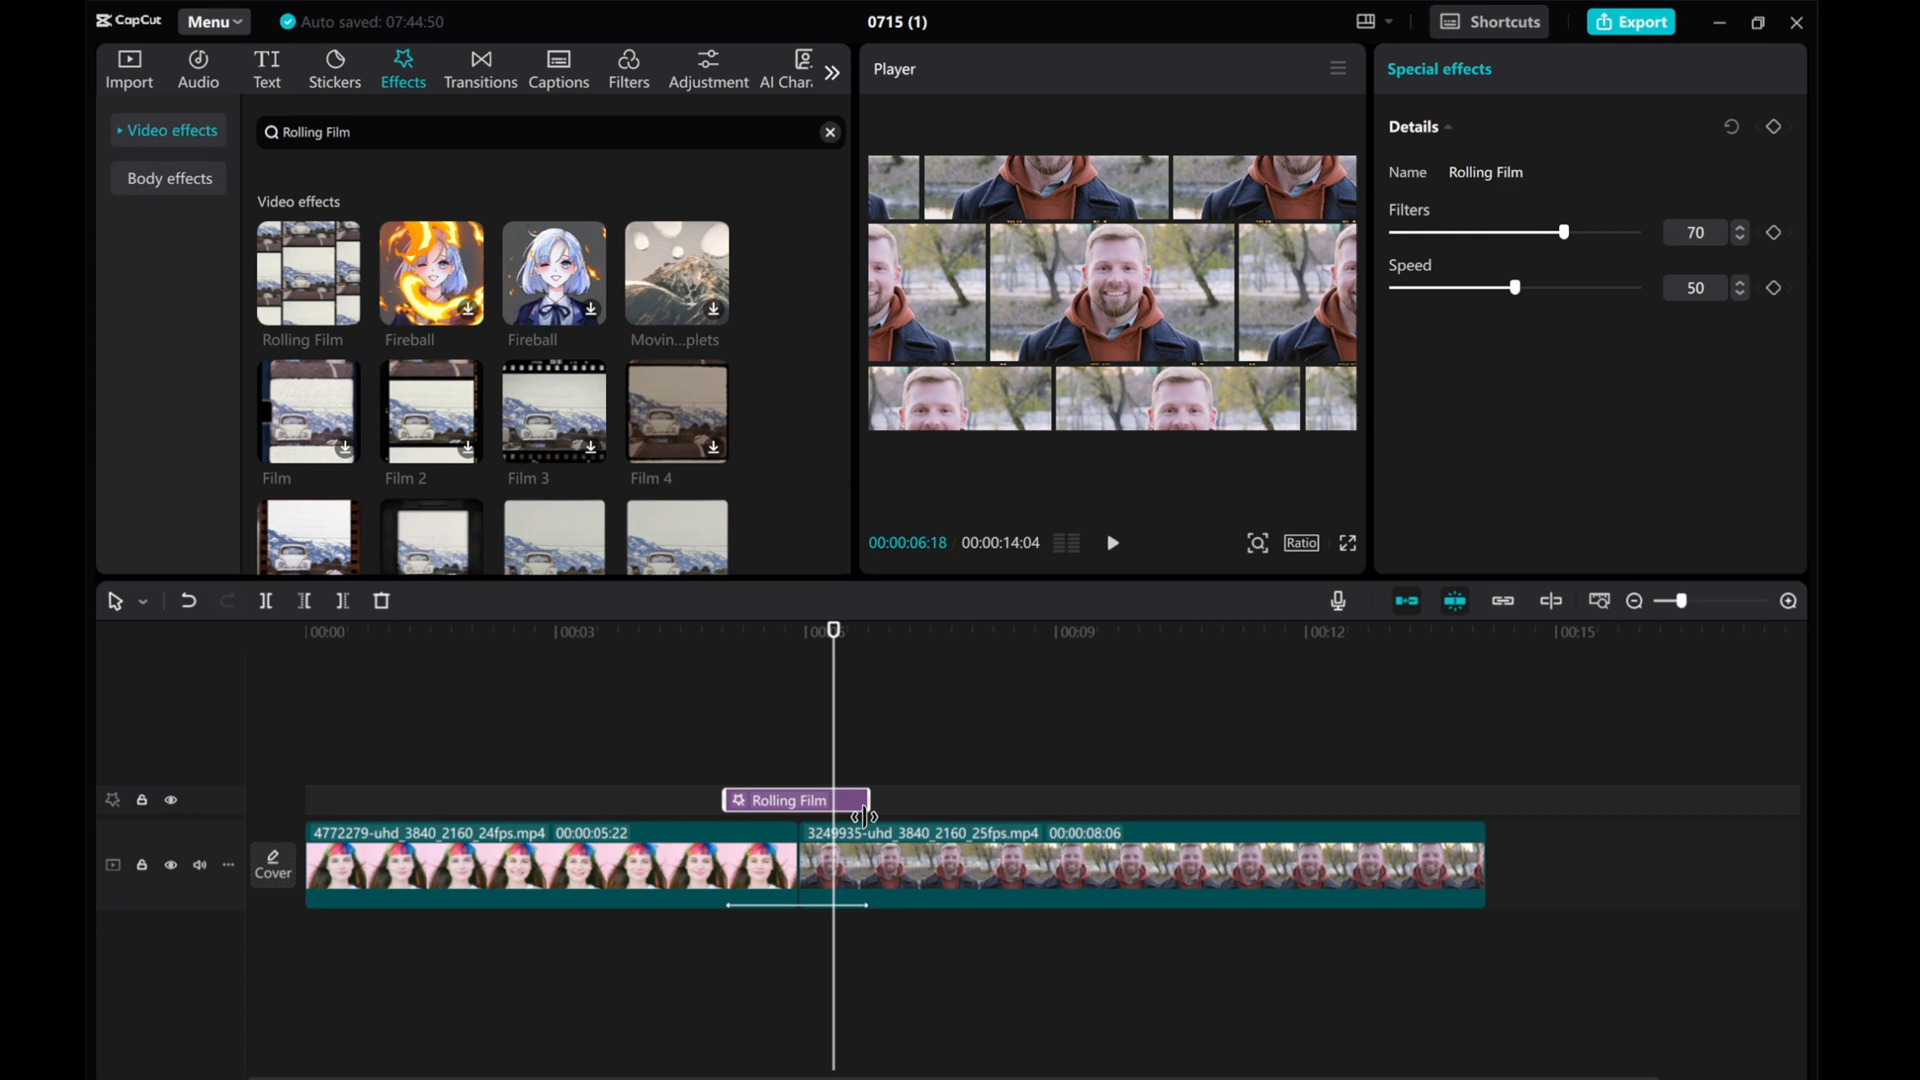 CapCut
Menu
Auto saved: 07:44:50
0715 (1)
Shortcuts
Export
Import
Audio
Text
Stickers
Effects
Transitions
Captions
Filters
Adjustment
AI Char
Player
Special effects
Video effects
Body effects
Rolling Film
Details
Name Rolling Film
Filters
70
Speed
50
Video effects
Rolling Film
Fireball
Fireball
Movin...plets
Film
Film 2
Film 3
Film 4
00:00:06:18 00:00:14:04
Ratio
00:00
00:03
00:09
00:12
00:15
Rolling Film
4772279-uhd_3840_2160_24fps.mp4 00:00:05:22
3249935-uhd_3840_2160_25fps.mp4 00:00:08:06
Cover